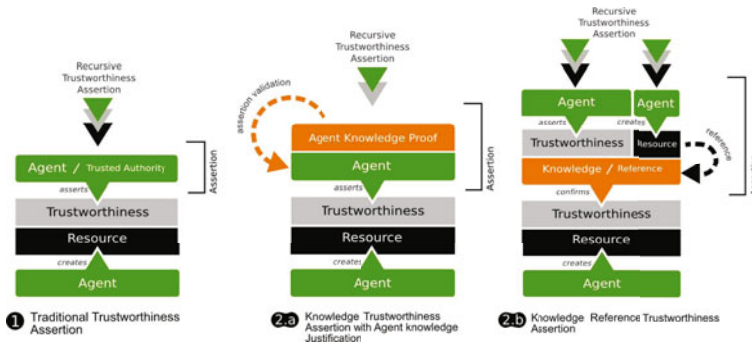 Recursive
Trustworthiness
Assertion
Agent / Trusted Authority
asserts
Trustworthiness
Resource
creates
Agent
Assertion
1 Traditional Trustworthiness
Assertion
Recursive
Trustworthiness
Assertion
assertion validation
Agent Knowledge Proof
Agent
asserts
Trustworthiness
Resource
creates
Agent
Assertion
2.a Knowledge Trustworthiness
Assertion with Agent knowledge
Justification
Recursive
Trustworthiness
Assertion
Agent
Agent
asserts
creates
Trustworthiness
Resource
reference
Knowledge / Reference
confirms
Trustworthiness
Resource
creates
Agent
2.b Knowledge Reference Trustworthiness
Assertion